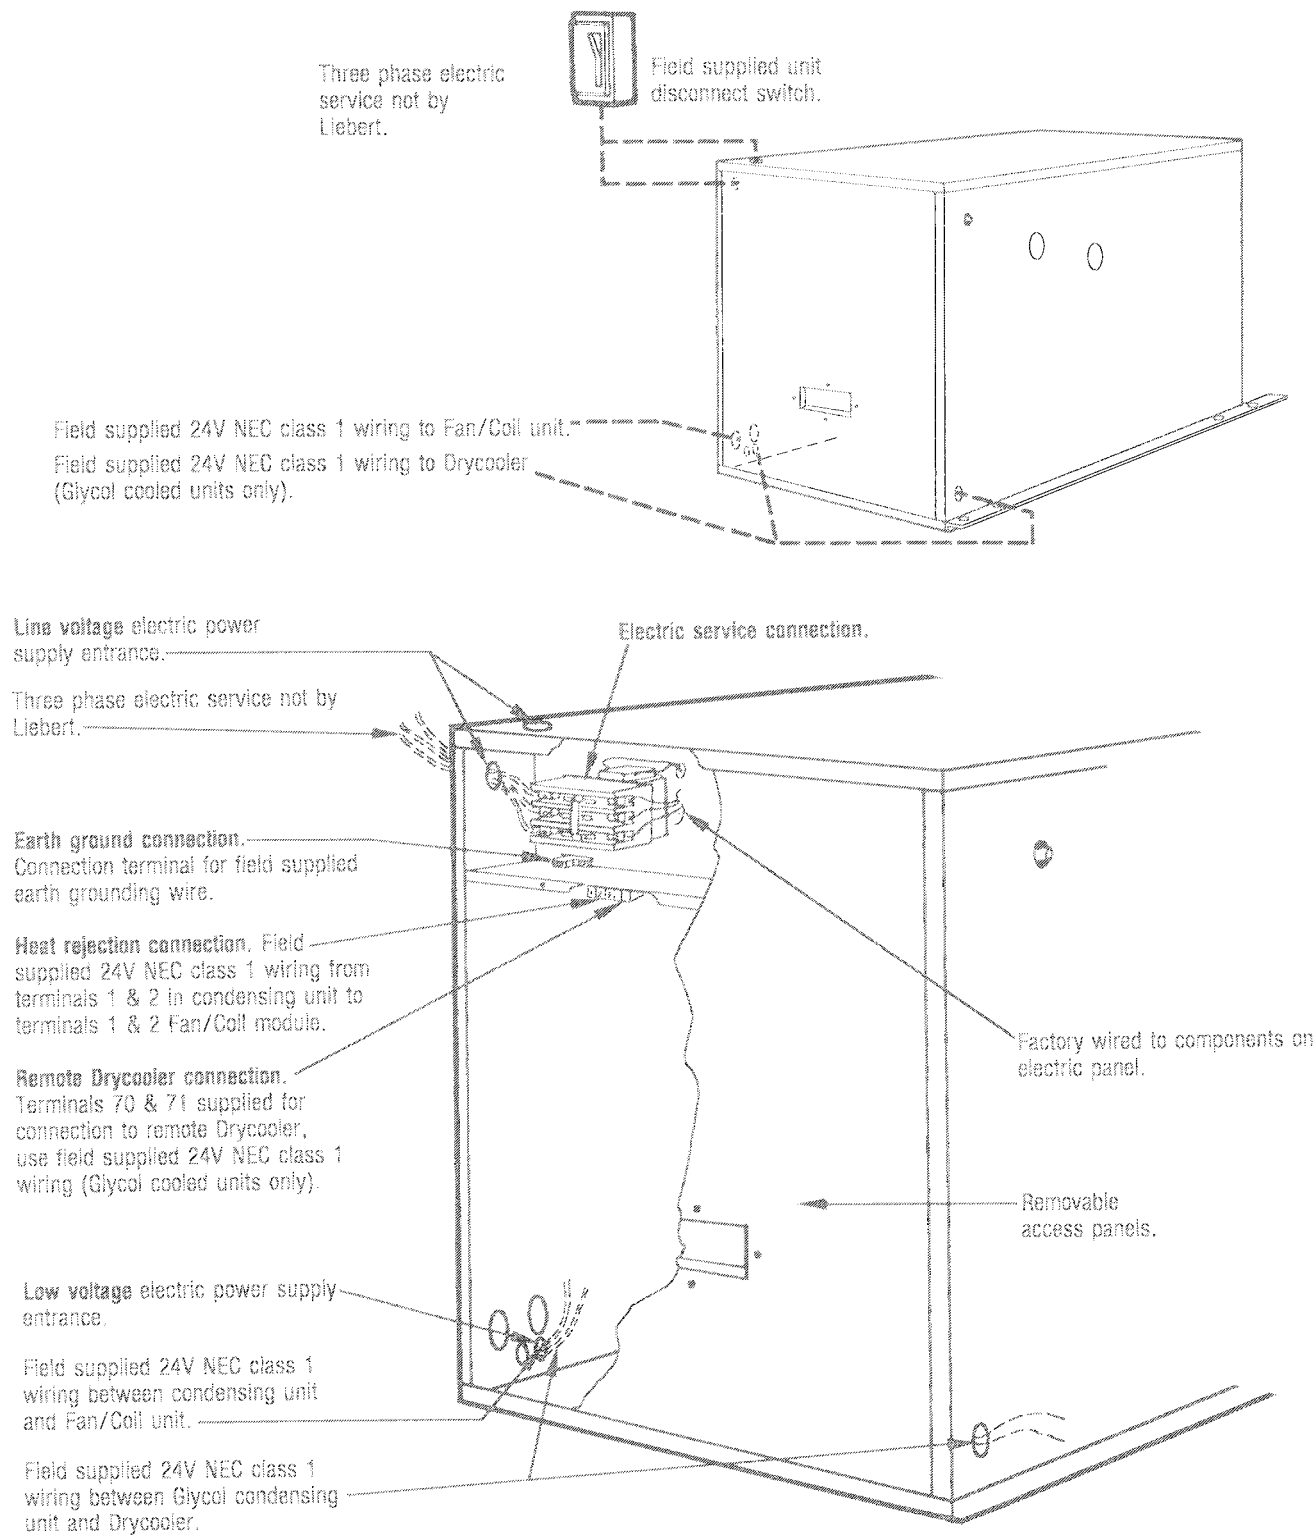 Three phase electric
service not by
Liebert.
Field supplied unit
disconnect switch.
Field supplied 24V NEC class 1 wiring to Fan/Coil unit.
Field supplied 24V NEC class 1 wiring to Drycooler
(Glycol cooled units only).
Line voltage electric power
supply entrance.
Electric service connection.
Three phase electric service not by
Liebert.
Earth ground connection.
Connection terminal for field supplied
earth grounding wire.
Heat rejection connection. Field
supplied 24V NEC class 1 wiring from
terminals 1 & 2 in condensing unit to
terminals 1 & 2 Fan/Coil module.
Factory wired to components on
electric panel.
Remote Drycooler connection.
Terminals 70 & 71 supplied for
connection to remote Drycooler,
use field supplied 24V NEC class 1
wiring (Glycol cooled units only).
Removable
access panels.
Low voltage electric power supply
entrance.
Field supplied 24V NEC class 1
wiring between condensing unit
and Fan/Coil unit.
Field supplied 24V NEC class 1
wiring between Glycol condensing
unit and Drycooler.